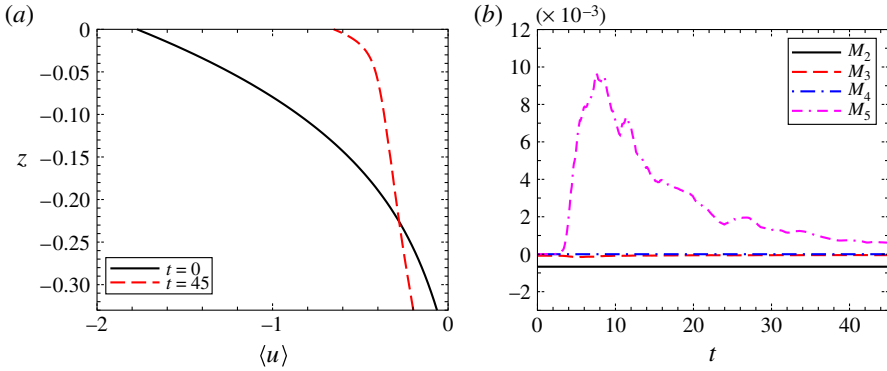 (a)
0
−0.05
−0.10
−0.15
−0.20
−0.25
−0.30
z
t = 0
t = 45
−2
−1
0
⟨u⟩
(b)
(× 10⁻³)
12
10
8
6
4
2
0
−2
M₂
M₃
M₄
M₅
0
10
20
30
40
t